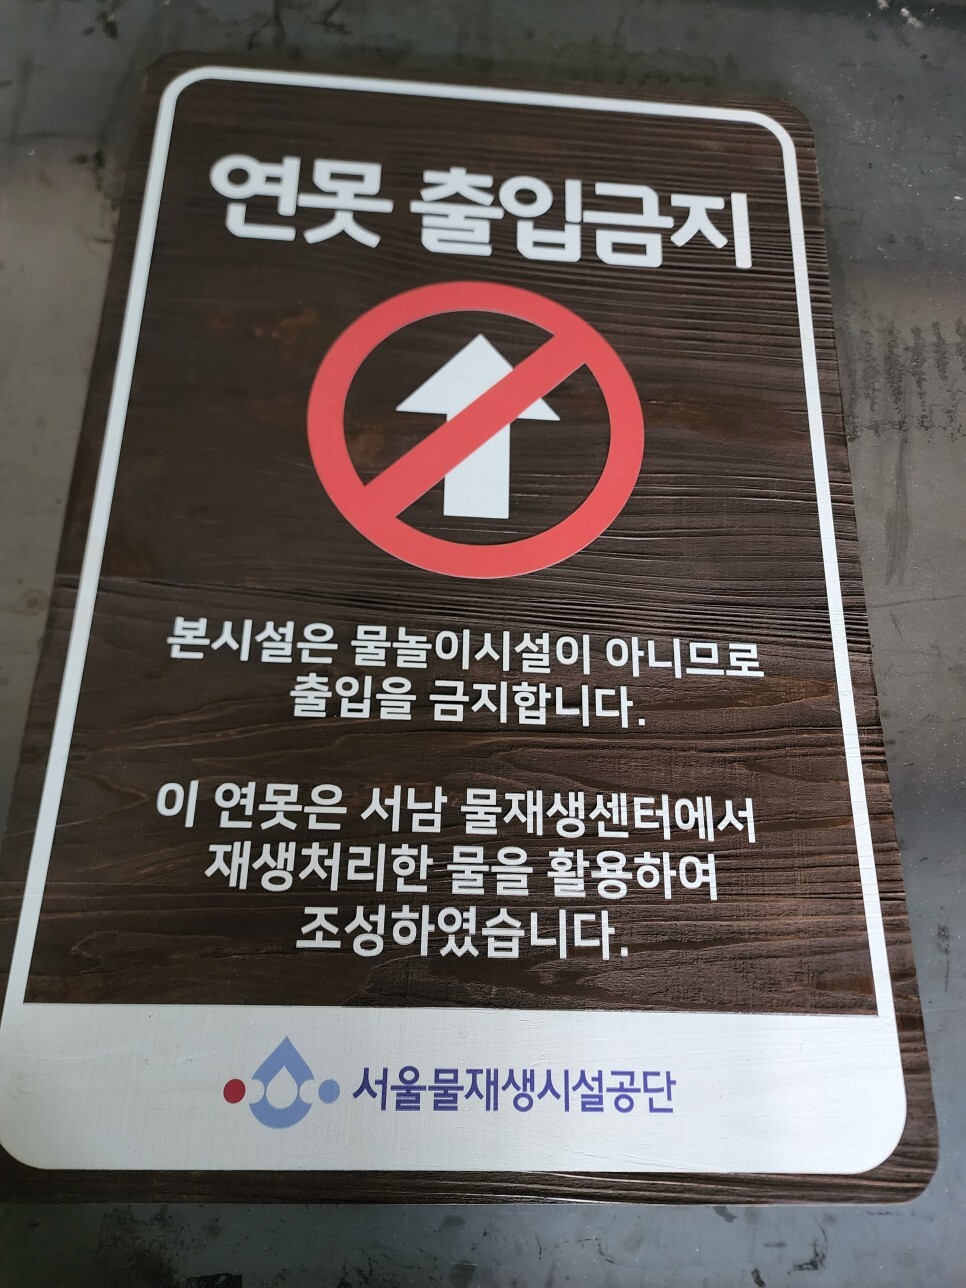 연못 출입금지
본시설은 물놀이시설이 아니므로
출입을 금지합니다.
이 연못은 서남 물재생센터에서
재생처리한 물을 활용하여
조성하였습니다.
서울물재생시설공단